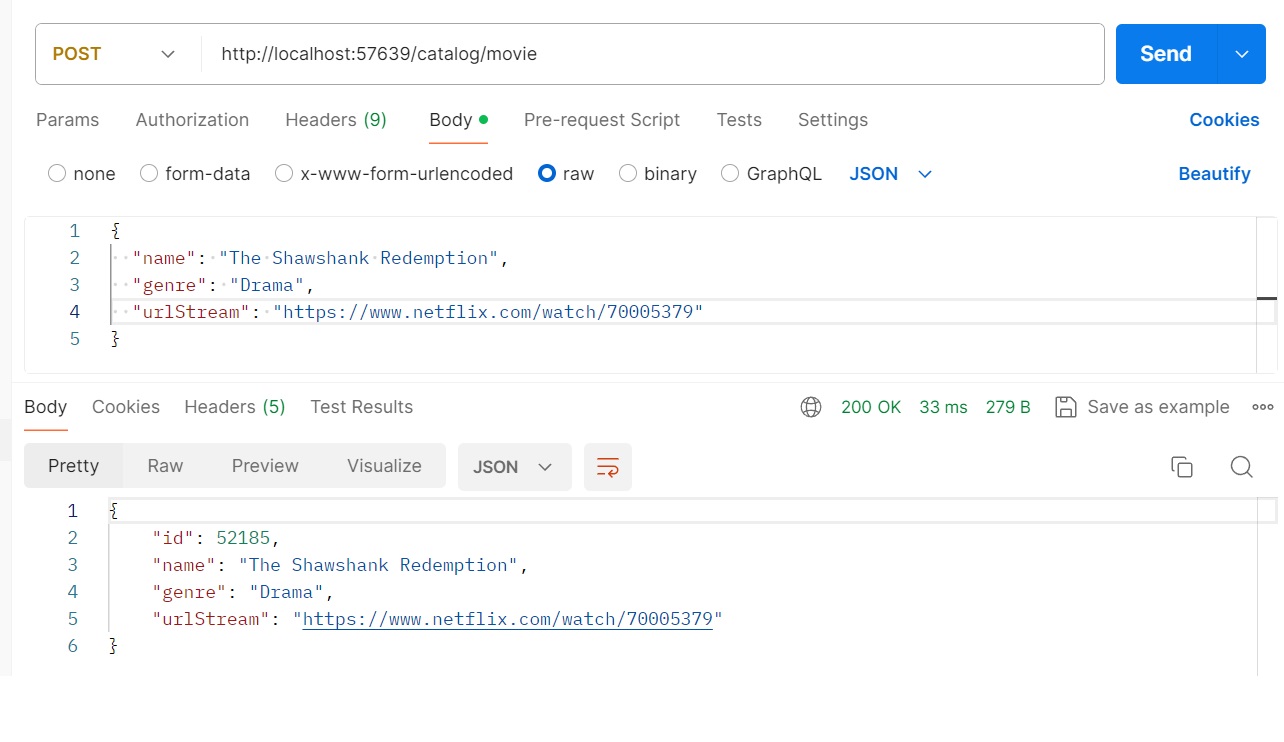 POST http://localhost:57639/catalog/movie Send
Params Authorization Headers (9) Body Pre-request Script Tests Settings Cookies
none form-data x-www-form-urlencoded raw binary GraphQL JSON Beautify
1 {
2 "name": "The Shawshank Redemption",
3 "genre": "Drama",
4 "urlStream": "https://www.netflix.com/watch/70005379"
5 }
Body Cookies Headers (5) Test Results 200 OK 33 ms 279 B Save as example
Pretty Raw Preview Visualize JSON
1 {
2 "id": 52185,
3 "name": "The Shawshank Redemption",
4 "genre": "Drama",
5 "urlStream": "https://www.netflix.com/watch/70005379"
6 }